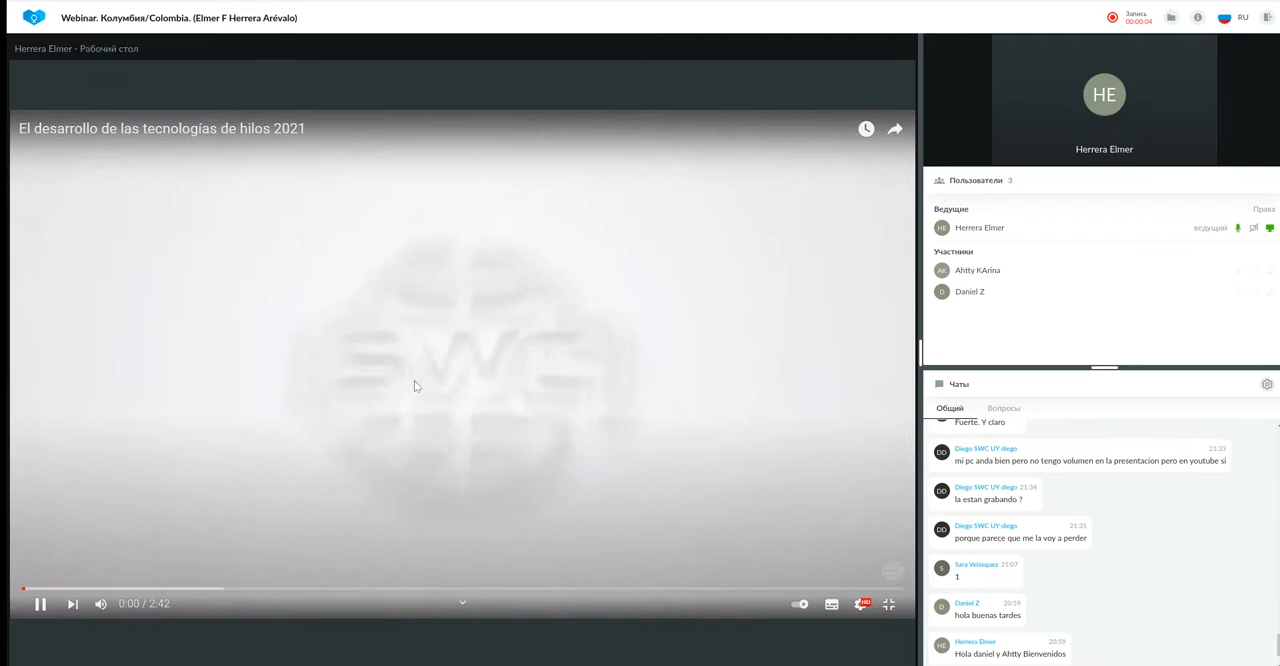 Webinar. Колумбия/Colombia. (Elmer F Herrera Arévalo)
Запись
00:00:04
RU
Herrera Elmer - Рабочий стол
El desarrollo de las tecnologías de hilos 2021
SWC
0:00 / 2:42
HD
HE
Herrera Elmer
Пользователи 3
Ведущие Права
HE Herrera Elmer ведущий
Участники
AK Ahtty KArina
D Daniel Z
Чаты
Общий Вопросы
Fuerte. Y claro
DD Diego SWC UY diego 21:33
mi pc anda bien pero no tengo volumen en la presentacion pero en youtube si
DD Diego SWC UY diego 21:34
la estan grabando ?
DD Diego SWC UY diego 21:35
porque parece que me la voy a perder
S Sara Velasquez 21:07
1
D Daniel Z 20:59
hola buenas tardes
HE Herrera Elmer 20:59
Hola daniel y Ahtty Bienvenidos